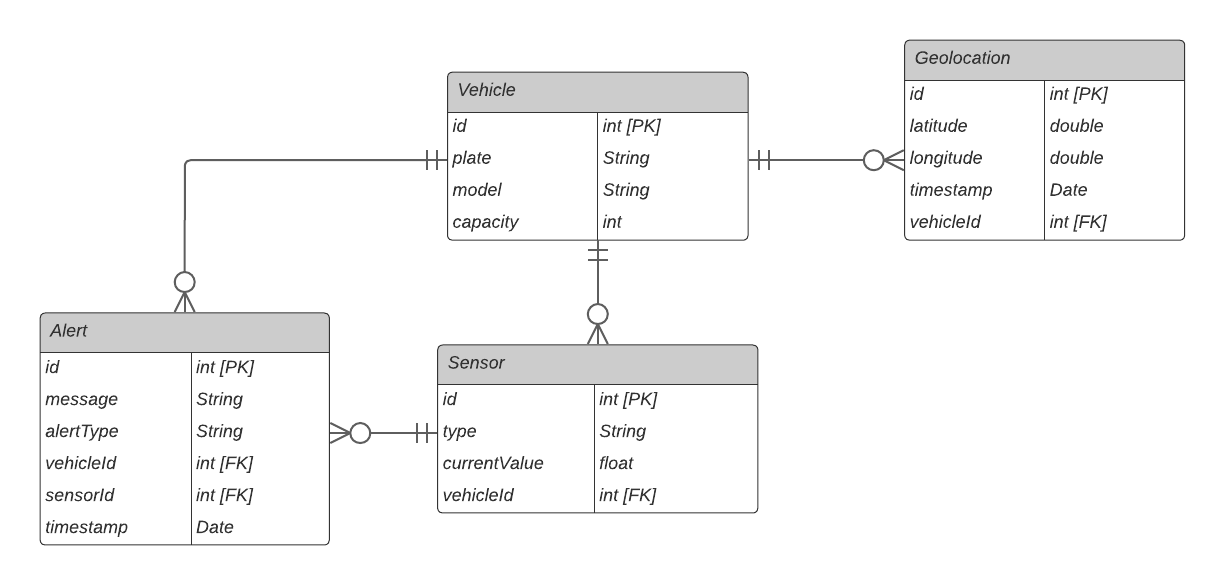 Vehicle
id int [PK]
plate String
model String
capacity int
Geolocation
id int [PK]
latitude double
longitude double
timestamp Date
vehicleId int [FK]
Alert
id int [PK]
message String
alertType String
vehicleId int [FK]
sensorId int [FK]
timestamp Date
Sensor
id int [PK]
type String
currentValue float
vehicleId int [FK]